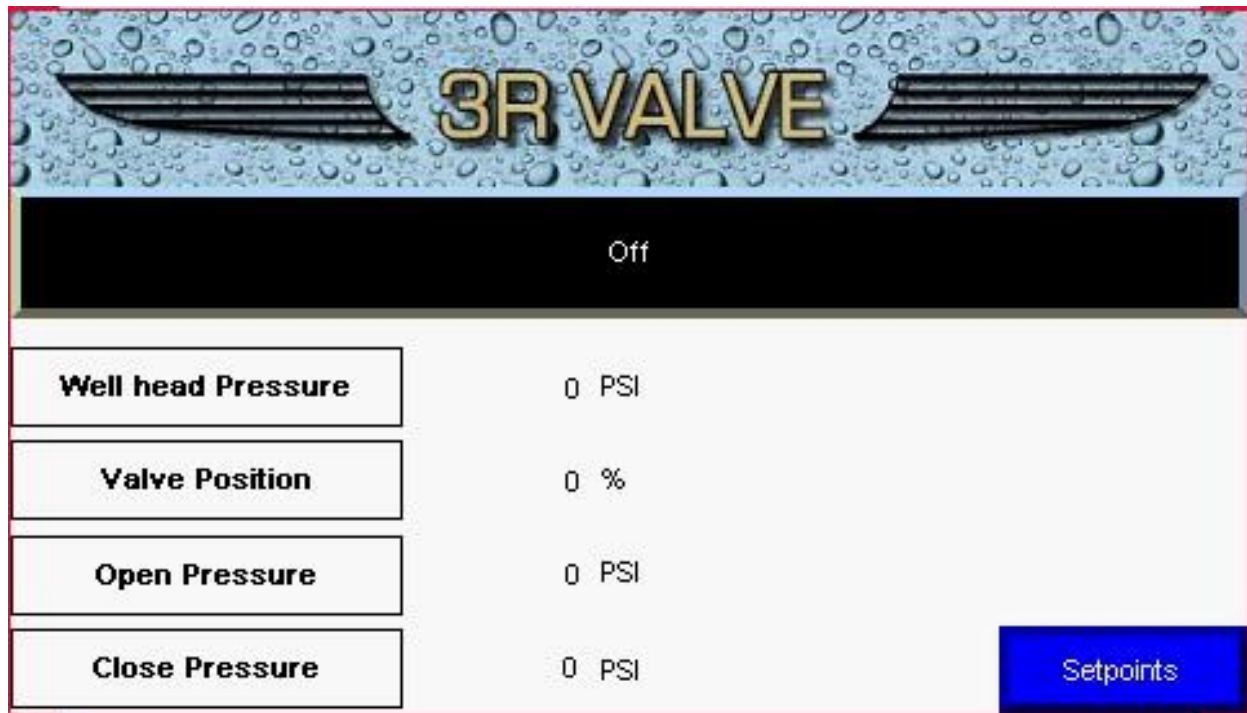 3R VALVE
Off
Well head Pressure 0 PSI
Valve Position 0 %
Open Pressure 0 PSI
Close Pressure 0 PSI
Setpoints